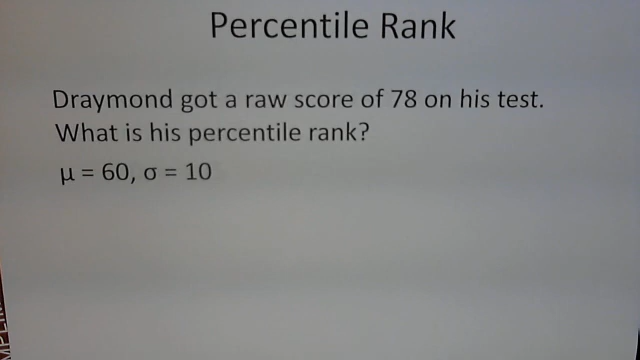 Percentile Rank
Draymond got a raw score of 78 on his test.
What is his percentile rank?
μ = 60, σ = 10